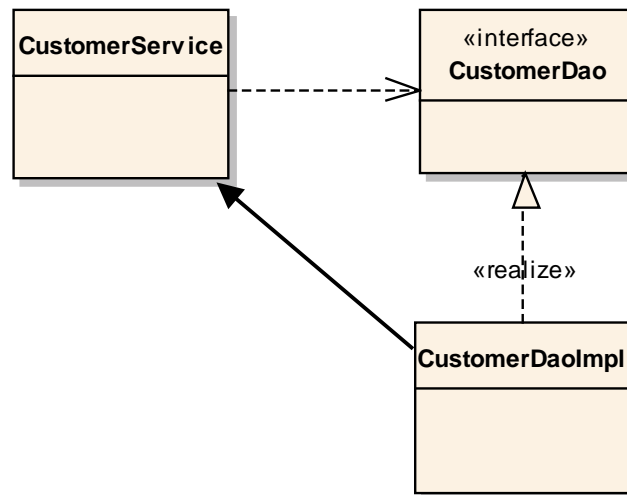 CustomerService
«interface»
CustomerDao
«realize»
CustomerDaoImpl